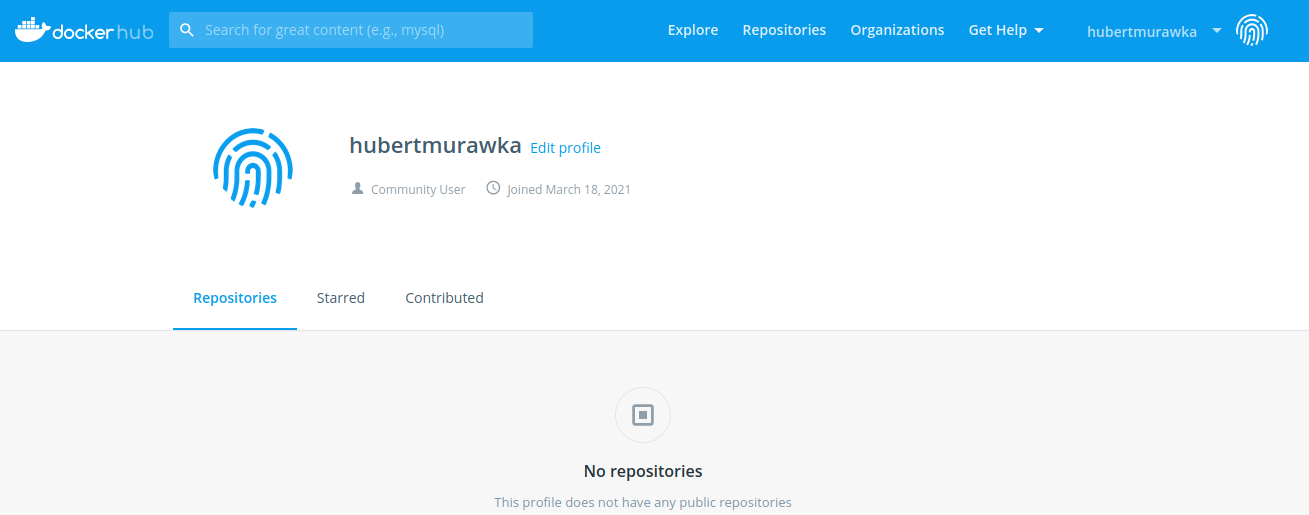 docker hub Search for great content (e.g., mysql) Explore Repositories Organizations Get Help hubertmurawka
hubertmurawka Edit profile
Community User Joined March 18, 2021
Repositories Starred Contributed
No repositories
This profile does not have any public repositories